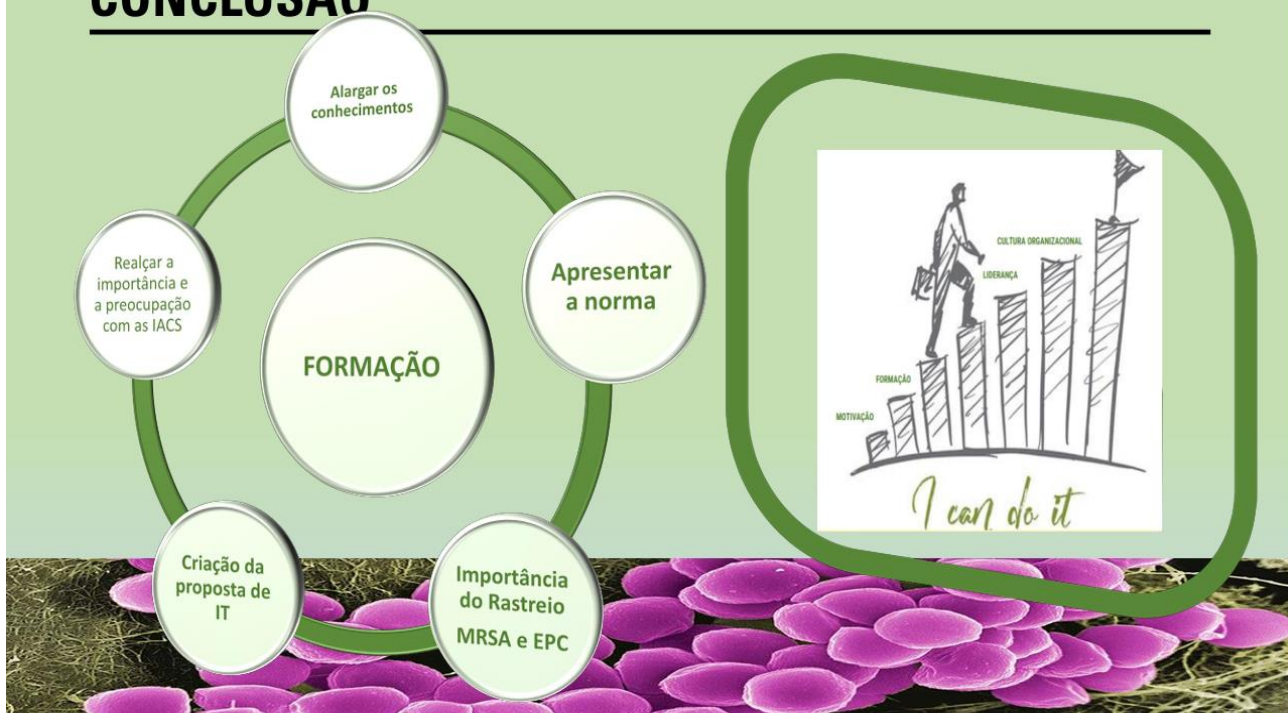 CONCLUSÃO
Alargar os
conhecimentos
Apresentar
a norma
Importância
do Rastreio
MRSA e EPC
Criação da
proposta de
IT
Realçar a
importância e
a preocupação
com as IACS
FORMAÇÃO
CULTURA ORGANIZACIONAL
LIDERANÇA
FORMAÇÃO
MOTIVAÇÃO
I can do it